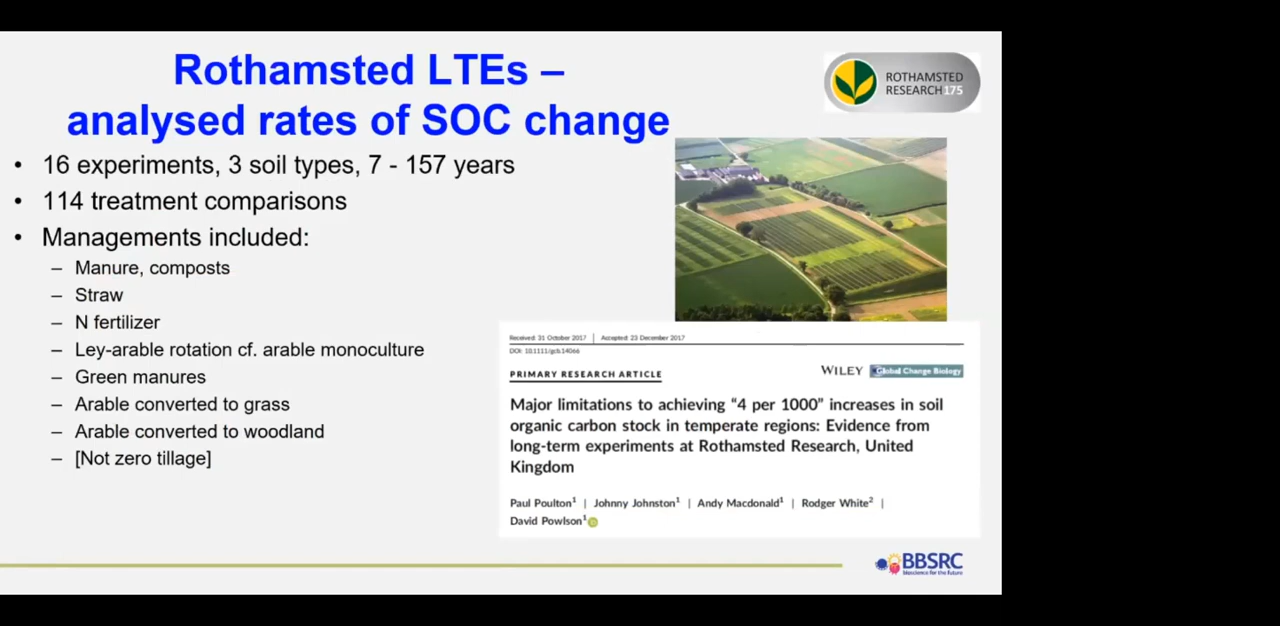 Rothamsted LTEs –
analysed rates of SOC change
ROTHAMSTED
RESEARCH175
• 16 experiments, 3 soil types, 7 - 157 years
• 114 treatment comparisons
• Managements included:
– Manure, composts
– Straw
– N fertilizer
– Ley-arable rotation cf. arable monoculture
– Green manures
– Arable converted to grass
– Arable converted to woodland
– [Not zero tillage]
Received: 31 October 2017 | Accepted: 23 December 2017
DOI: 10.1111/gcb.14066
PRIMARY RESEARCH ARTICLE
WILEY Global Change Biology
Major limitations to achieving “4 per 1000” increases in soil
organic carbon stock in temperate regions: Evidence from
long-term experiments at Rothamsted Research, United
Kingdom
Paul Poulton1 | Johnny Johnston1 | Andy Macdonald1 | Rodger White2 |
David Powlson1
BBSRC
bioscience for the future